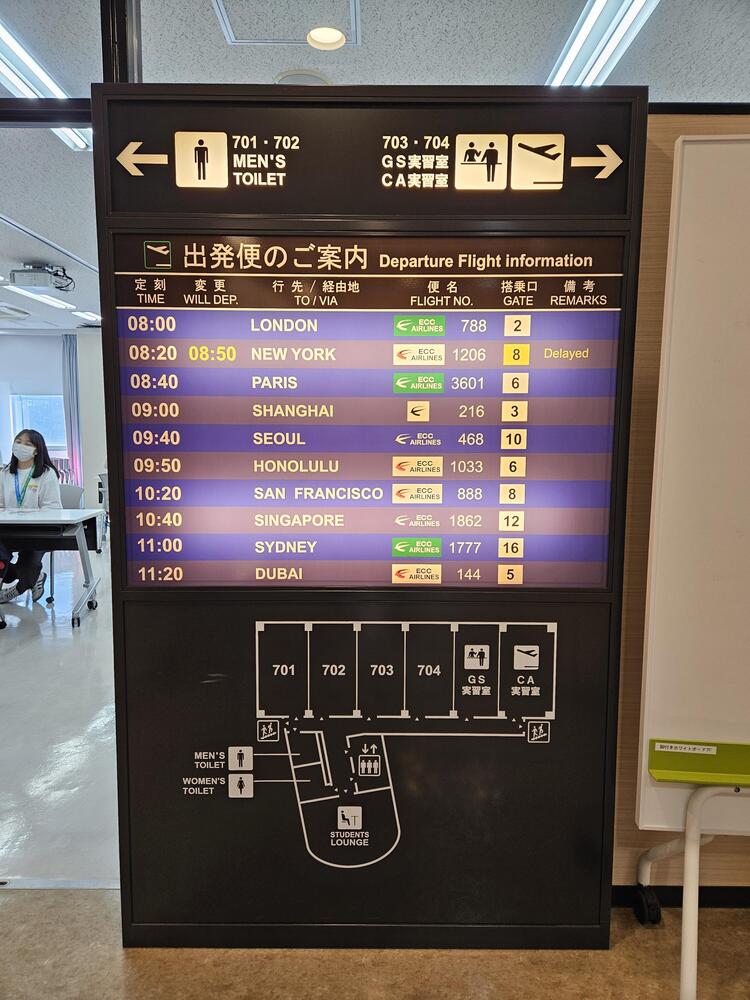 701・702
MEN'S
TOILET
703・704
GS実習室
CA実習室
出発便のご案内 Departure Flight information
定刻 変更 行先／経由地 便名 搭乗口 備考
TIME WILL DEP. TO / VIA FLIGHT NO. GATE REMARKS
08:00 LONDON ECC AIRLINES 788 2
08:20 08:50 NEW YORK ECC AIRLINES 1206 8 Delayed
08:40 PARIS ECC AIRLINES 3601 6
09:00 SHANGHAI 216 3
09:40 SEOUL ECC AIRLINES 468 10
09:50 HONOLULU ECC AIRLINES 1033 6
10:20 SAN FRANCISCO ECC AIRLINES 888 8
10:40 SINGAPORE ECC AIRLINES 1862 12
11:00 SYDNEY ECC AIRLINES 1777 16
11:20 DUBAI ECC AIRLINES 144 5
701 702 703 704 GS実習室 CA実習室
MEN'S
TOILET
WOMEN'S
TOILET
STUDENTS
LOUNGE